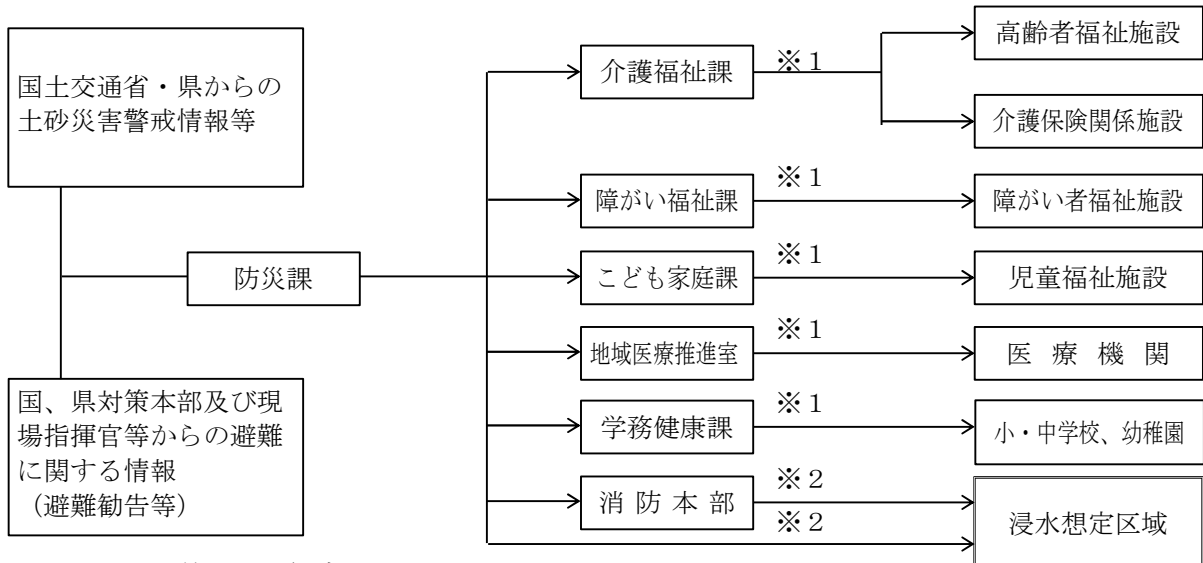 国土交通省・県からの
土砂災害警戒情報等
国、県対策本部及び現
場指揮官等からの避難
に関する情報
（避難勧告等）
防災課
介護福祉課
※１
高齢者福祉施設
介護保険関係施設
障がい福祉課
※１
障がい者福祉施設
こども家庭課
※１
児童福祉施設
地域医療推進室
※１
医療機関
学務健康課
※１
小・中学校、幼稚園
消防本部
※２
※２
浸水想定区域